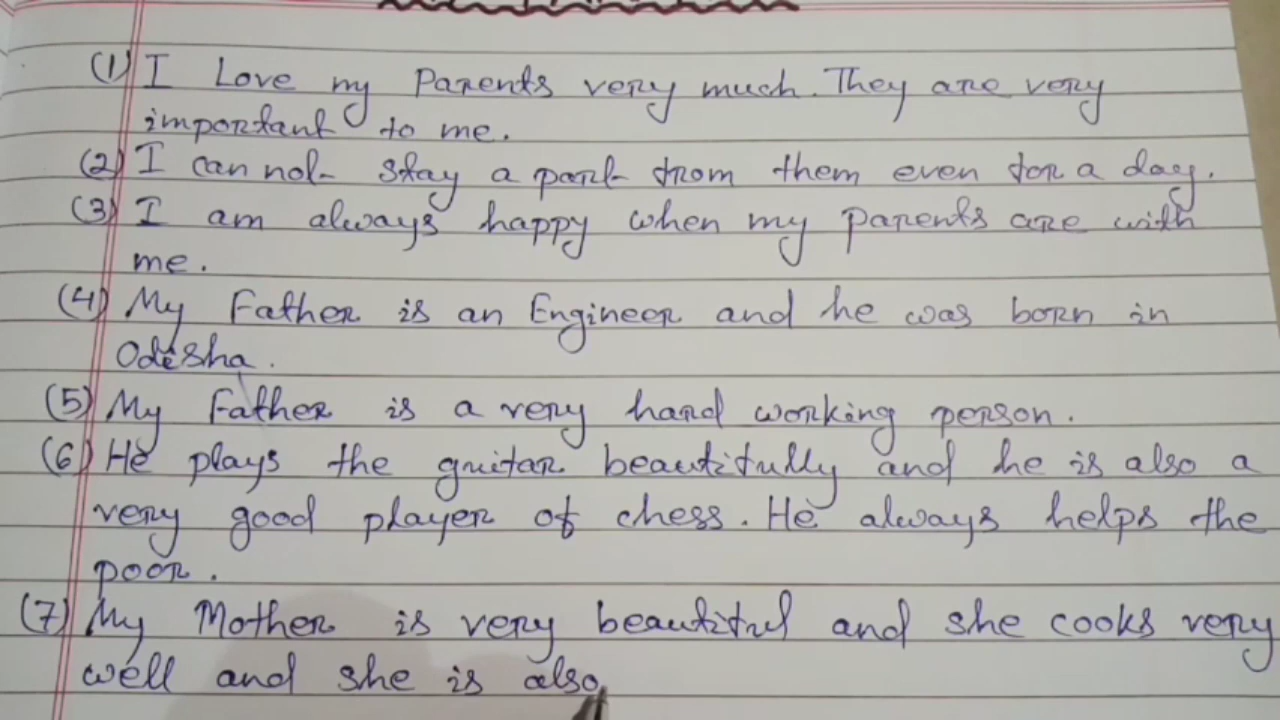 (1) I Love my Parents very much. They are very
important to me.
(2) I can not stay a part from them even for a day.
(3) I am always happy when my parents are with
me.
(4) My Father is an Engineer and he was born in
Odesha.
(5) My Father is a very hard working person.
(6) He plays the guitar beautifully and he is also a
very good player of chess. He always helps the
poor.
(7) My Mother is very beautiful and she cooks very
well and she is also